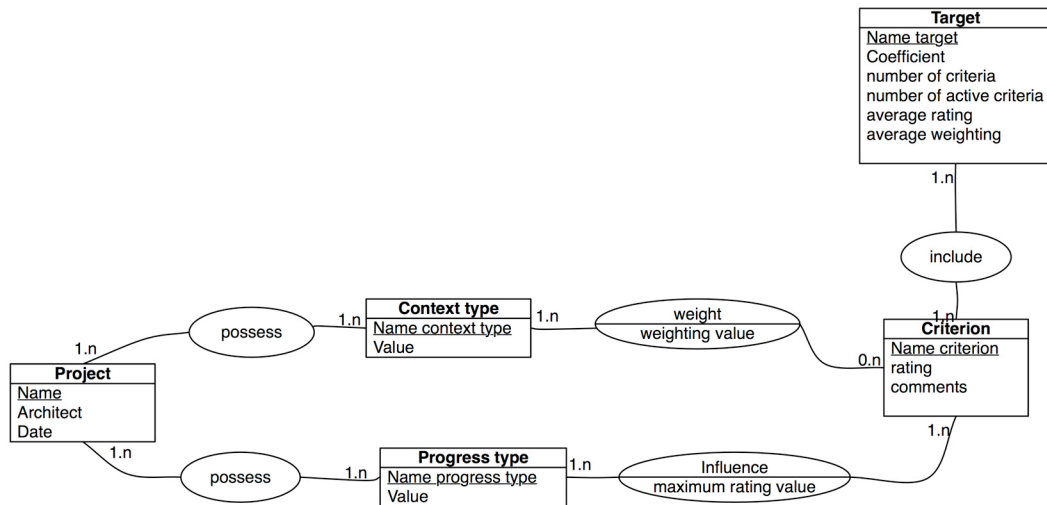 Target
Name target
Coefficient
number of criteria
number of active criteria
average rating
average weighting
1.n
include
1.n
Criterion
Name criterion
rating
comments
0.n
1.n
Context type
Name context type
Value
1.n
1.n
weight
weighting value
possess
1.n
Project
Name
Architect
Date
1.n
possess
1.n
Progress type
Name progress type
Value
1.n
Influence
maximum rating value